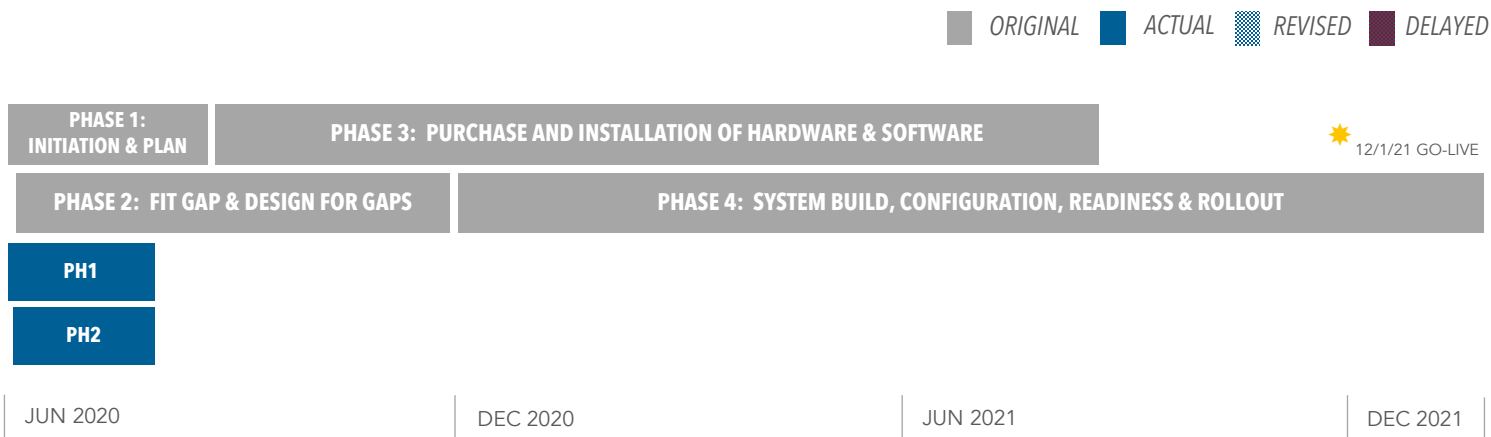 ORIGINAL ACTUAL REVISED DELAYED
PHASE 1:
INITIATION & PLAN
PHASE 3: PURCHASE AND INSTALLATION OF HARDWARE & SOFTWARE
12/1/21 GO-LIVE
PHASE 2: FIT GAP & DESIGN FOR GAPS
PHASE 4: SYSTEM BUILD, CONFIGURATION, READINESS & ROLLOUT
PH1
PH2
JUN 2020
DEC 2020
JUN 2021
DEC 2021